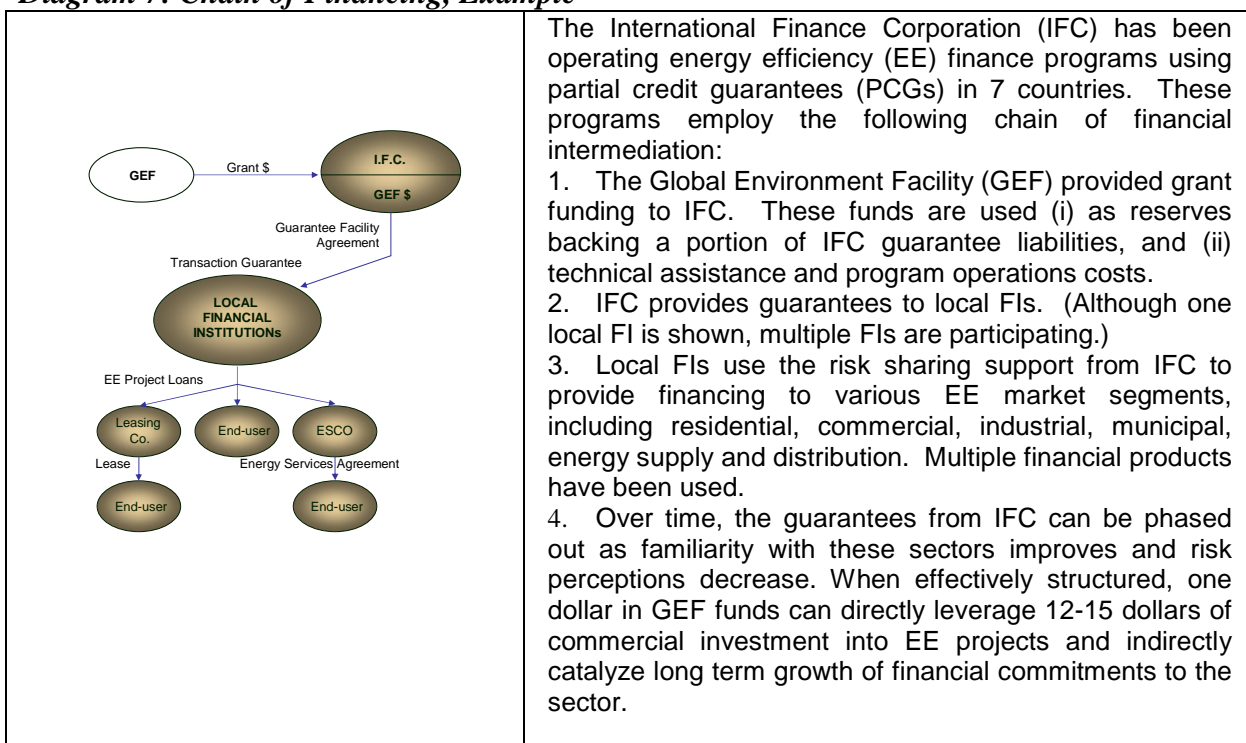 Diagram 7: Chain of Financing, Example
GEF
Grant $
I.F.C.
GEF $
Guarantee Facility
Agreement
Transaction Guarantee
LOCAL
FINANCIAL
INSTITUTIONs
EE Project Loans
Leasing
Co.
End-user
ESCO
Lease
Energy Services Agreement
End-user
End-user
The International Finance Corporation (IFC) has been
operating energy efficiency (EE) finance programs using
partial credit guarantees (PCGs) in 7 countries. These
programs employ the following chain of financial
intermediation:
1. The Global Environment Facility (GEF) provided grant
funding to IFC. These funds are used (i) as reserves
backing a portion of IFC guarantee liabilities, and (ii)
technical assistance and program operations costs.
2. IFC provides guarantees to local FIs. (Although one
local FI is shown, multiple FIs are participating.)
3. Local FIs use the risk sharing support from IFC to
provide financing to various EE market segments,
including residential, commercial, industrial, municipal,
energy supply and distribution. Multiple financial products
have been used.
4. Over time, the guarantees from IFC can be phased
out as familiarity with these sectors improves and risk
perceptions decrease. When effectively structured, one
dollar in GEF funds can directly leverage 12-15 dollars of
commercial investment into EE projects and indirectly
catalyze long term growth of financial commitments to the
sector.